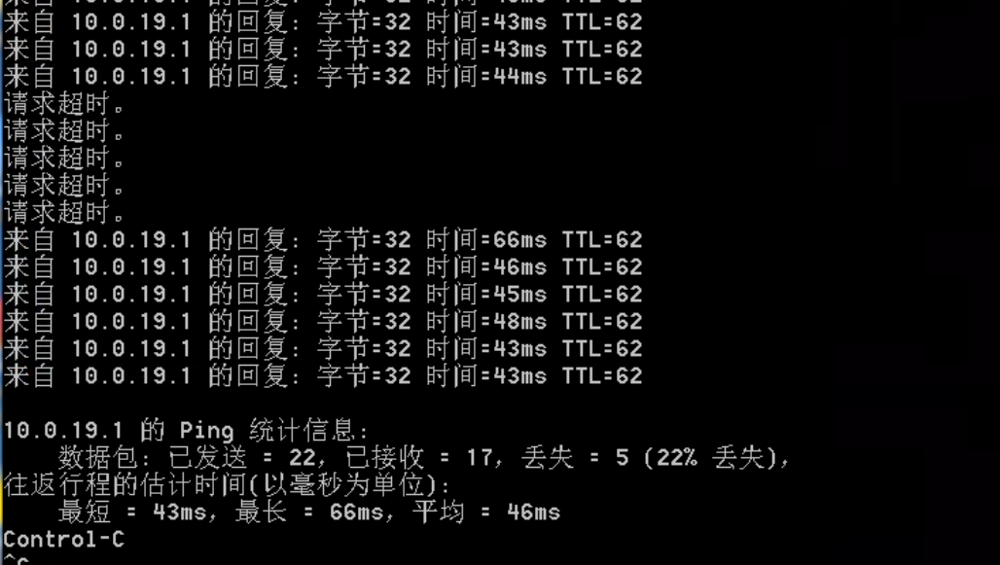 来自 10.0.19.1 的回复: 字节=32 时间=43ms TTL=62
来自 10.0.19.1 的回复: 字节=32 时间=43ms TTL=62
来自 10.0.19.1 的回复: 字节=32 时间=44ms TTL=62
请求超时。
请求超时。
请求超时。
请求超时。
请求超时。
来自 10.0.19.1 的回复: 字节=32 时间=66ms TTL=62
来自 10.0.19.1 的回复: 字节=32 时间=46ms TTL=62
来自 10.0.19.1 的回复: 字节=32 时间=45ms TTL=62
来自 10.0.19.1 的回复: 字节=32 时间=48ms TTL=62
来自 10.0.19.1 的回复: 字节=32 时间=43ms TTL=62
来自 10.0.19.1 的回复: 字节=32 时间=43ms TTL=62
10.0.19.1 的 Ping 统计信息:
数据包: 已发送 = 22, 已接收 = 17, 丢失 = 5 (22% 丢失),
往返行程的估计时间(以毫秒为单位):
最短 = 43ms, 最长 = 66ms, 平均 = 46ms
Control-C
^C